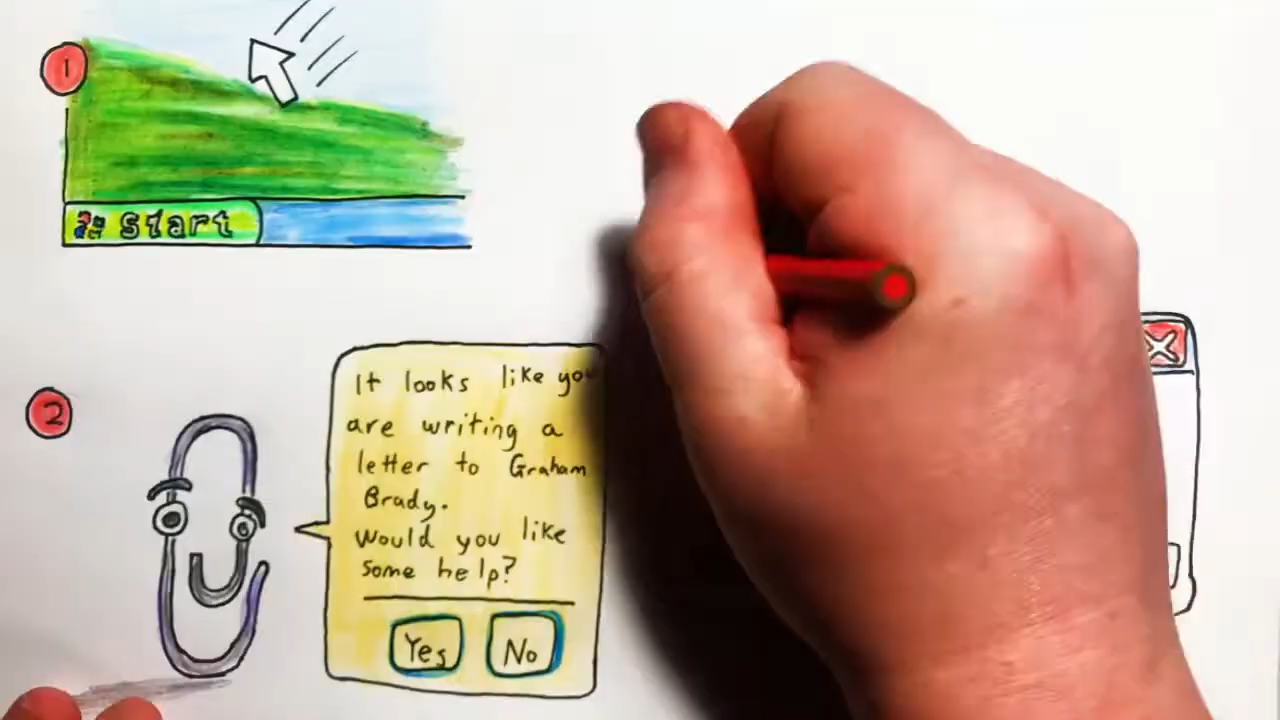 1
start
2
It looks like you
are writing a
letter to Graham
Brady.
Would you like
some help?
Yes No
X